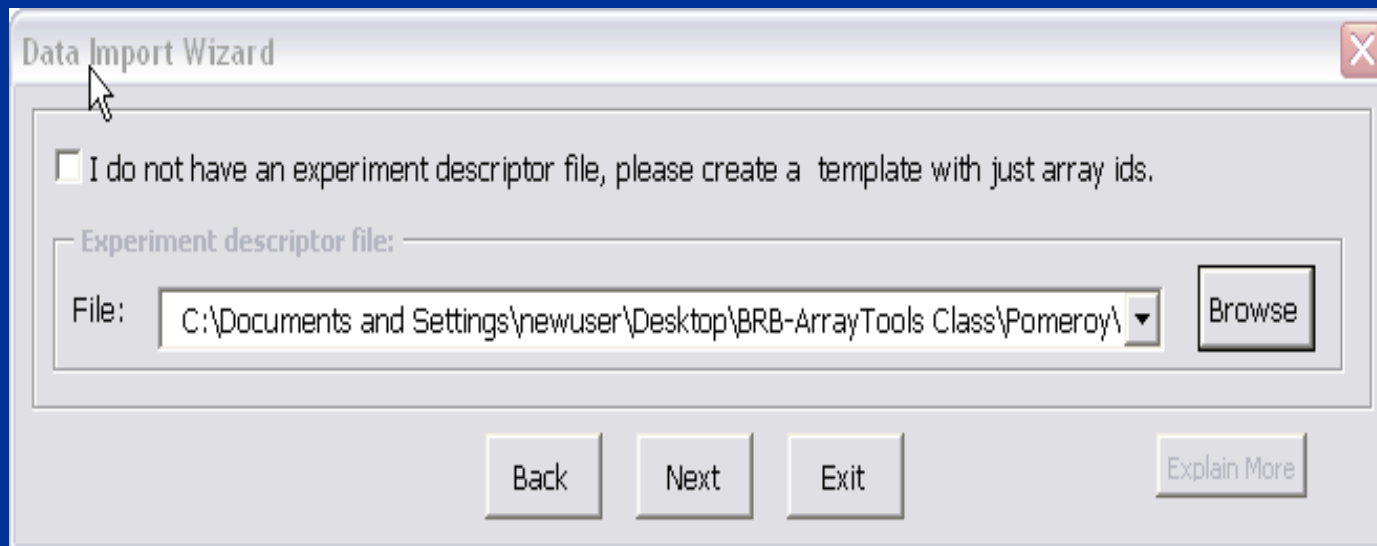 Data Import Wizard
I do not have an experiment descriptor file, please create a template with just array ids.
Experiment descriptor file:
File: C:\Documents and Settings\newuser\Desktop\BRB-ArrayTools Class\Pomeroy\ Browse
Back Next Exit Explain More